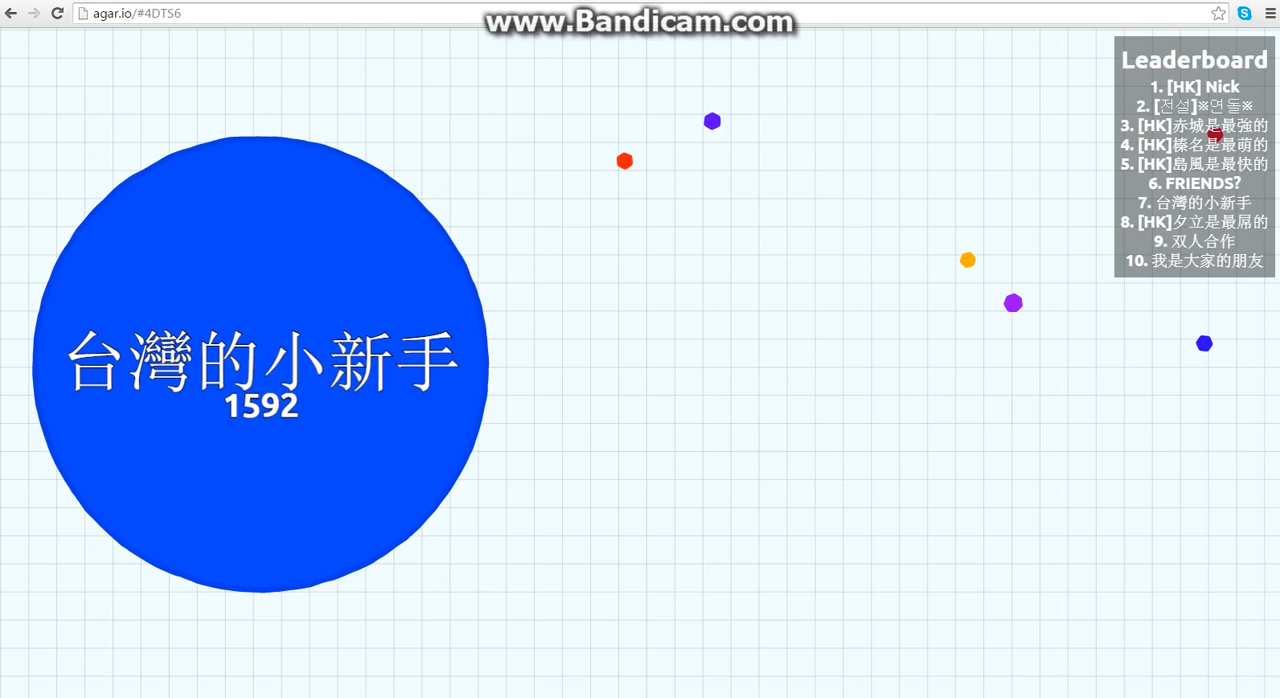 agar.io/#4DTS6
www.Bandicam.com
Leaderboard
1. [HK] Nick
2. [전설]※연돌※
3. [HK]赤城是最強的
4. [HK]榛名是最萌的
5. [HK]島風是最快的
6. FRIENDS?
7. 台灣的小新手
8. [HK]夕立是最屌的
9. 双人合作
10. 我是大家的朋友
台灣的小新手
1592